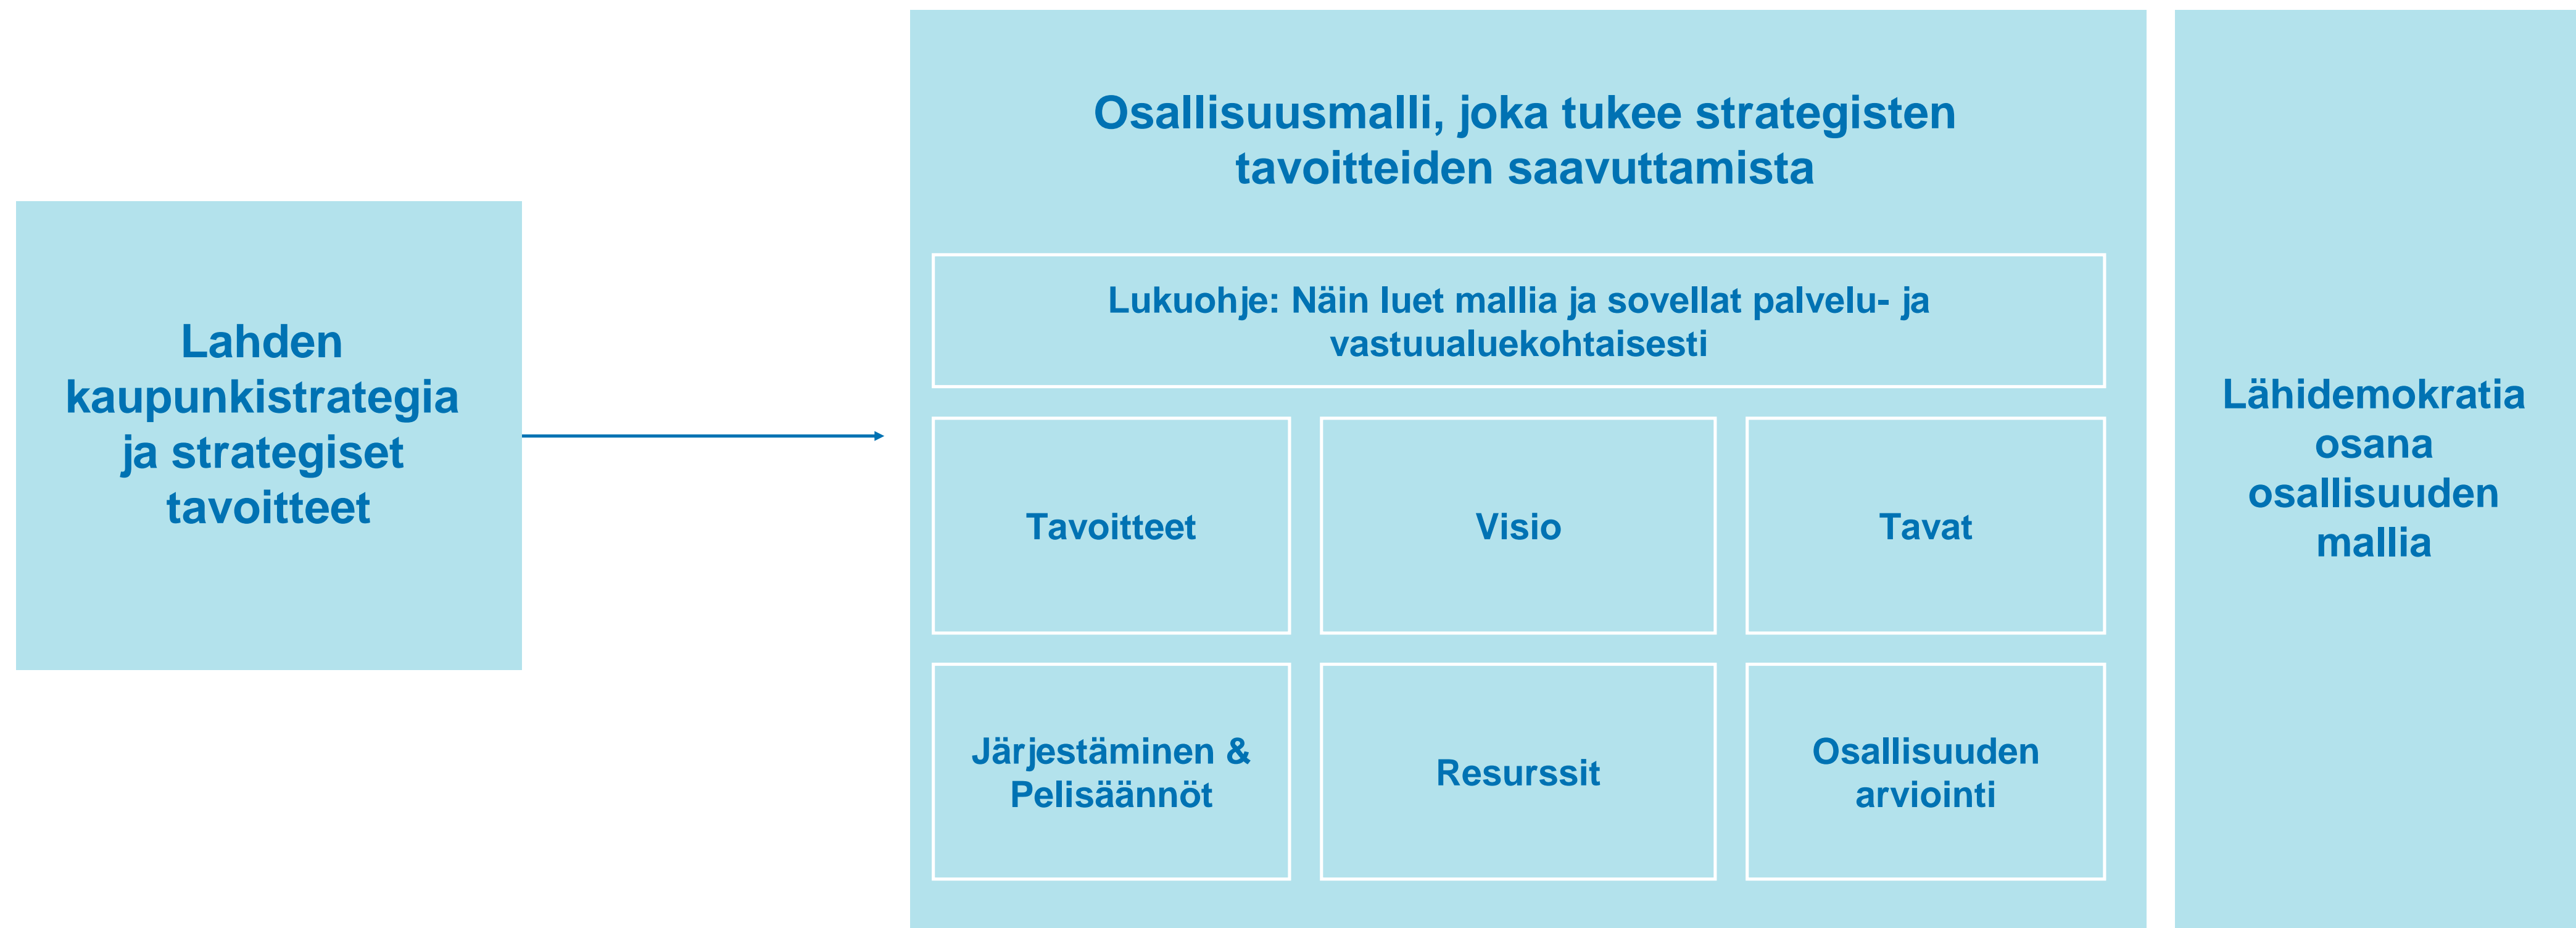 Lahden
kaupunkistrategia
ja strategiset
tavoitteet
Osallisuusmalli, joka tukee strategisten
tavoitteiden saavuttamista
Lukuohje: Näin luet mallia ja sovellat palvelu- ja
vastuualuekohtaisesti
Tavoitteet
Visio
Tavat
Järjestäminen &
Pelisäännöt
Resurssit
Osallisuuden
arviointi
Lähidemokratia
osana
osallisuuden
mallia